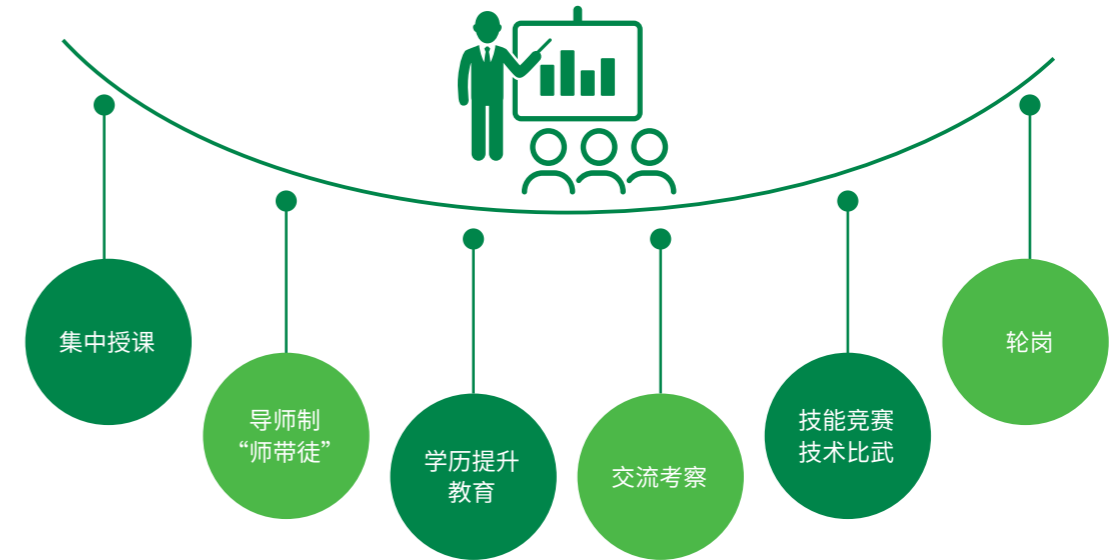 集中授课
导师制
“师带徒”
学历提升
教育
交流考察
技能竞赛
技术比武
轮岗